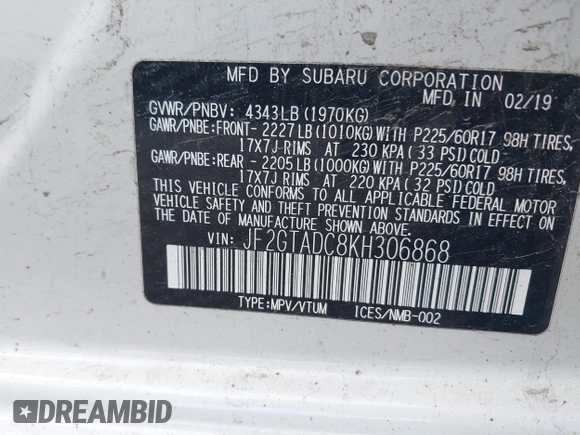 MFD BY SUBARU CORPORATION
MFD IN 02/19
GVWR/PNBV: 4343LB (1970KG)
GAWR/PNBE:FRONT- 2227LB(1010KG)WITH P225/60R17 98H TIRES,
17X7J RIMS AT 230 KPA(33 PSI)COLD
GAWR/PNBE:REAR - 2205LB(1000KG)WITH P225/60R17 98H TIRES,
17X7J RIMS AT 220 KPA(32 PSI)COLD
THIS VEHICLE CONFORMS TO ALL APPLICABLE FEDERAL MOTOR
VEHICLE SAFETY AND THEFT PREVENTION STANDARDS IN EFFECT ON
THE DATE OF MANUFACTURE SHOWN ABOVE.
VIN: JF2GTADC8KH306868
TYPE:MPV/VTUM ICES/NMB-002
DREAMBID